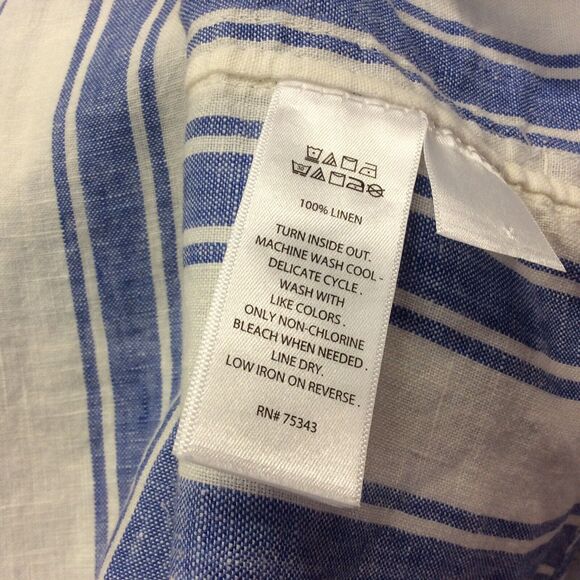 100% LINEN
TURN INSIDE OUT.
MACHINE WASH COOL -
DELICATE CYCLE .
WASH WITH
LIKE COLORS .
ONLY NON-CHLORINE
BLEACH WHEN NEEDED .
LINE DRY.
LOW IRON ON REVERSE .
RN# 75343